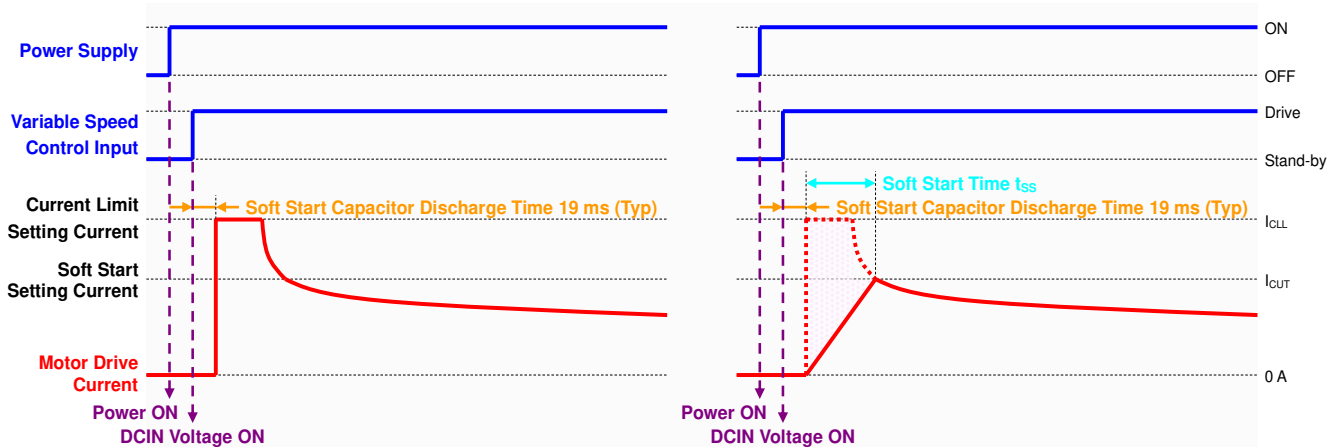 Power Supply
ON
OFF
Variable Speed
Control Input
Drive
Stand-by
Soft Start Time tSS
Current Limit
Setting Current
Soft Start Capacitor Discharge Time 19 ms (Typ)
Soft Start Capacitor Discharge Time 19 ms (Typ)
ICLL
Soft Start
Setting Current
ICUT
Motor Drive
Current
0 A
Power ON
DCIN Voltage ON
Power ON
DCIN Voltage ON